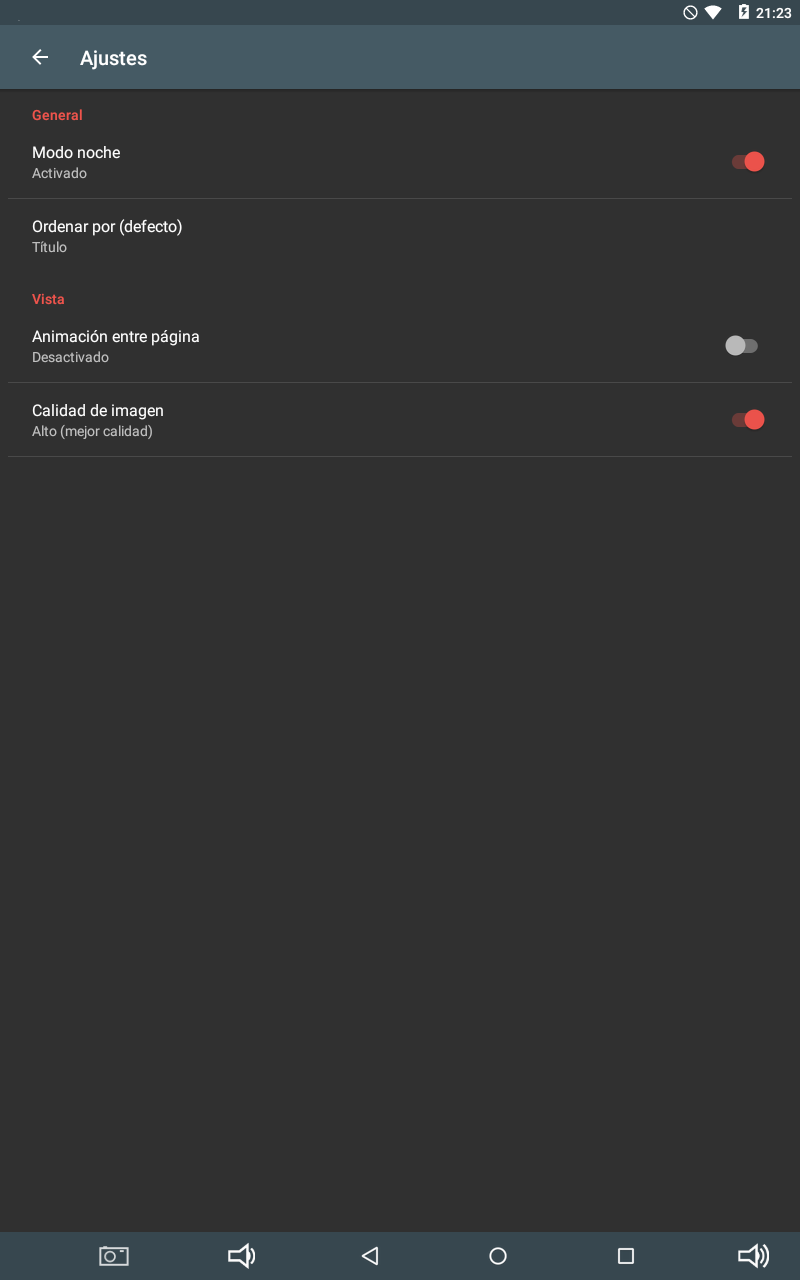 21:23
Ajustes
General
Modo noche
Activado
Ordenar por (defecto)
Título
Vista
Animación entre página
Desactivado
Calidad de imagen
Alto (mejor calidad)